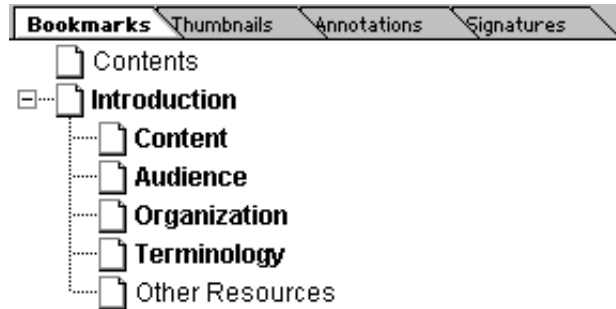 Bookmarks Thumbnails Annotations Signatures
Contents
Introduction
Content
Audience
Organization
Terminology
Other Resources